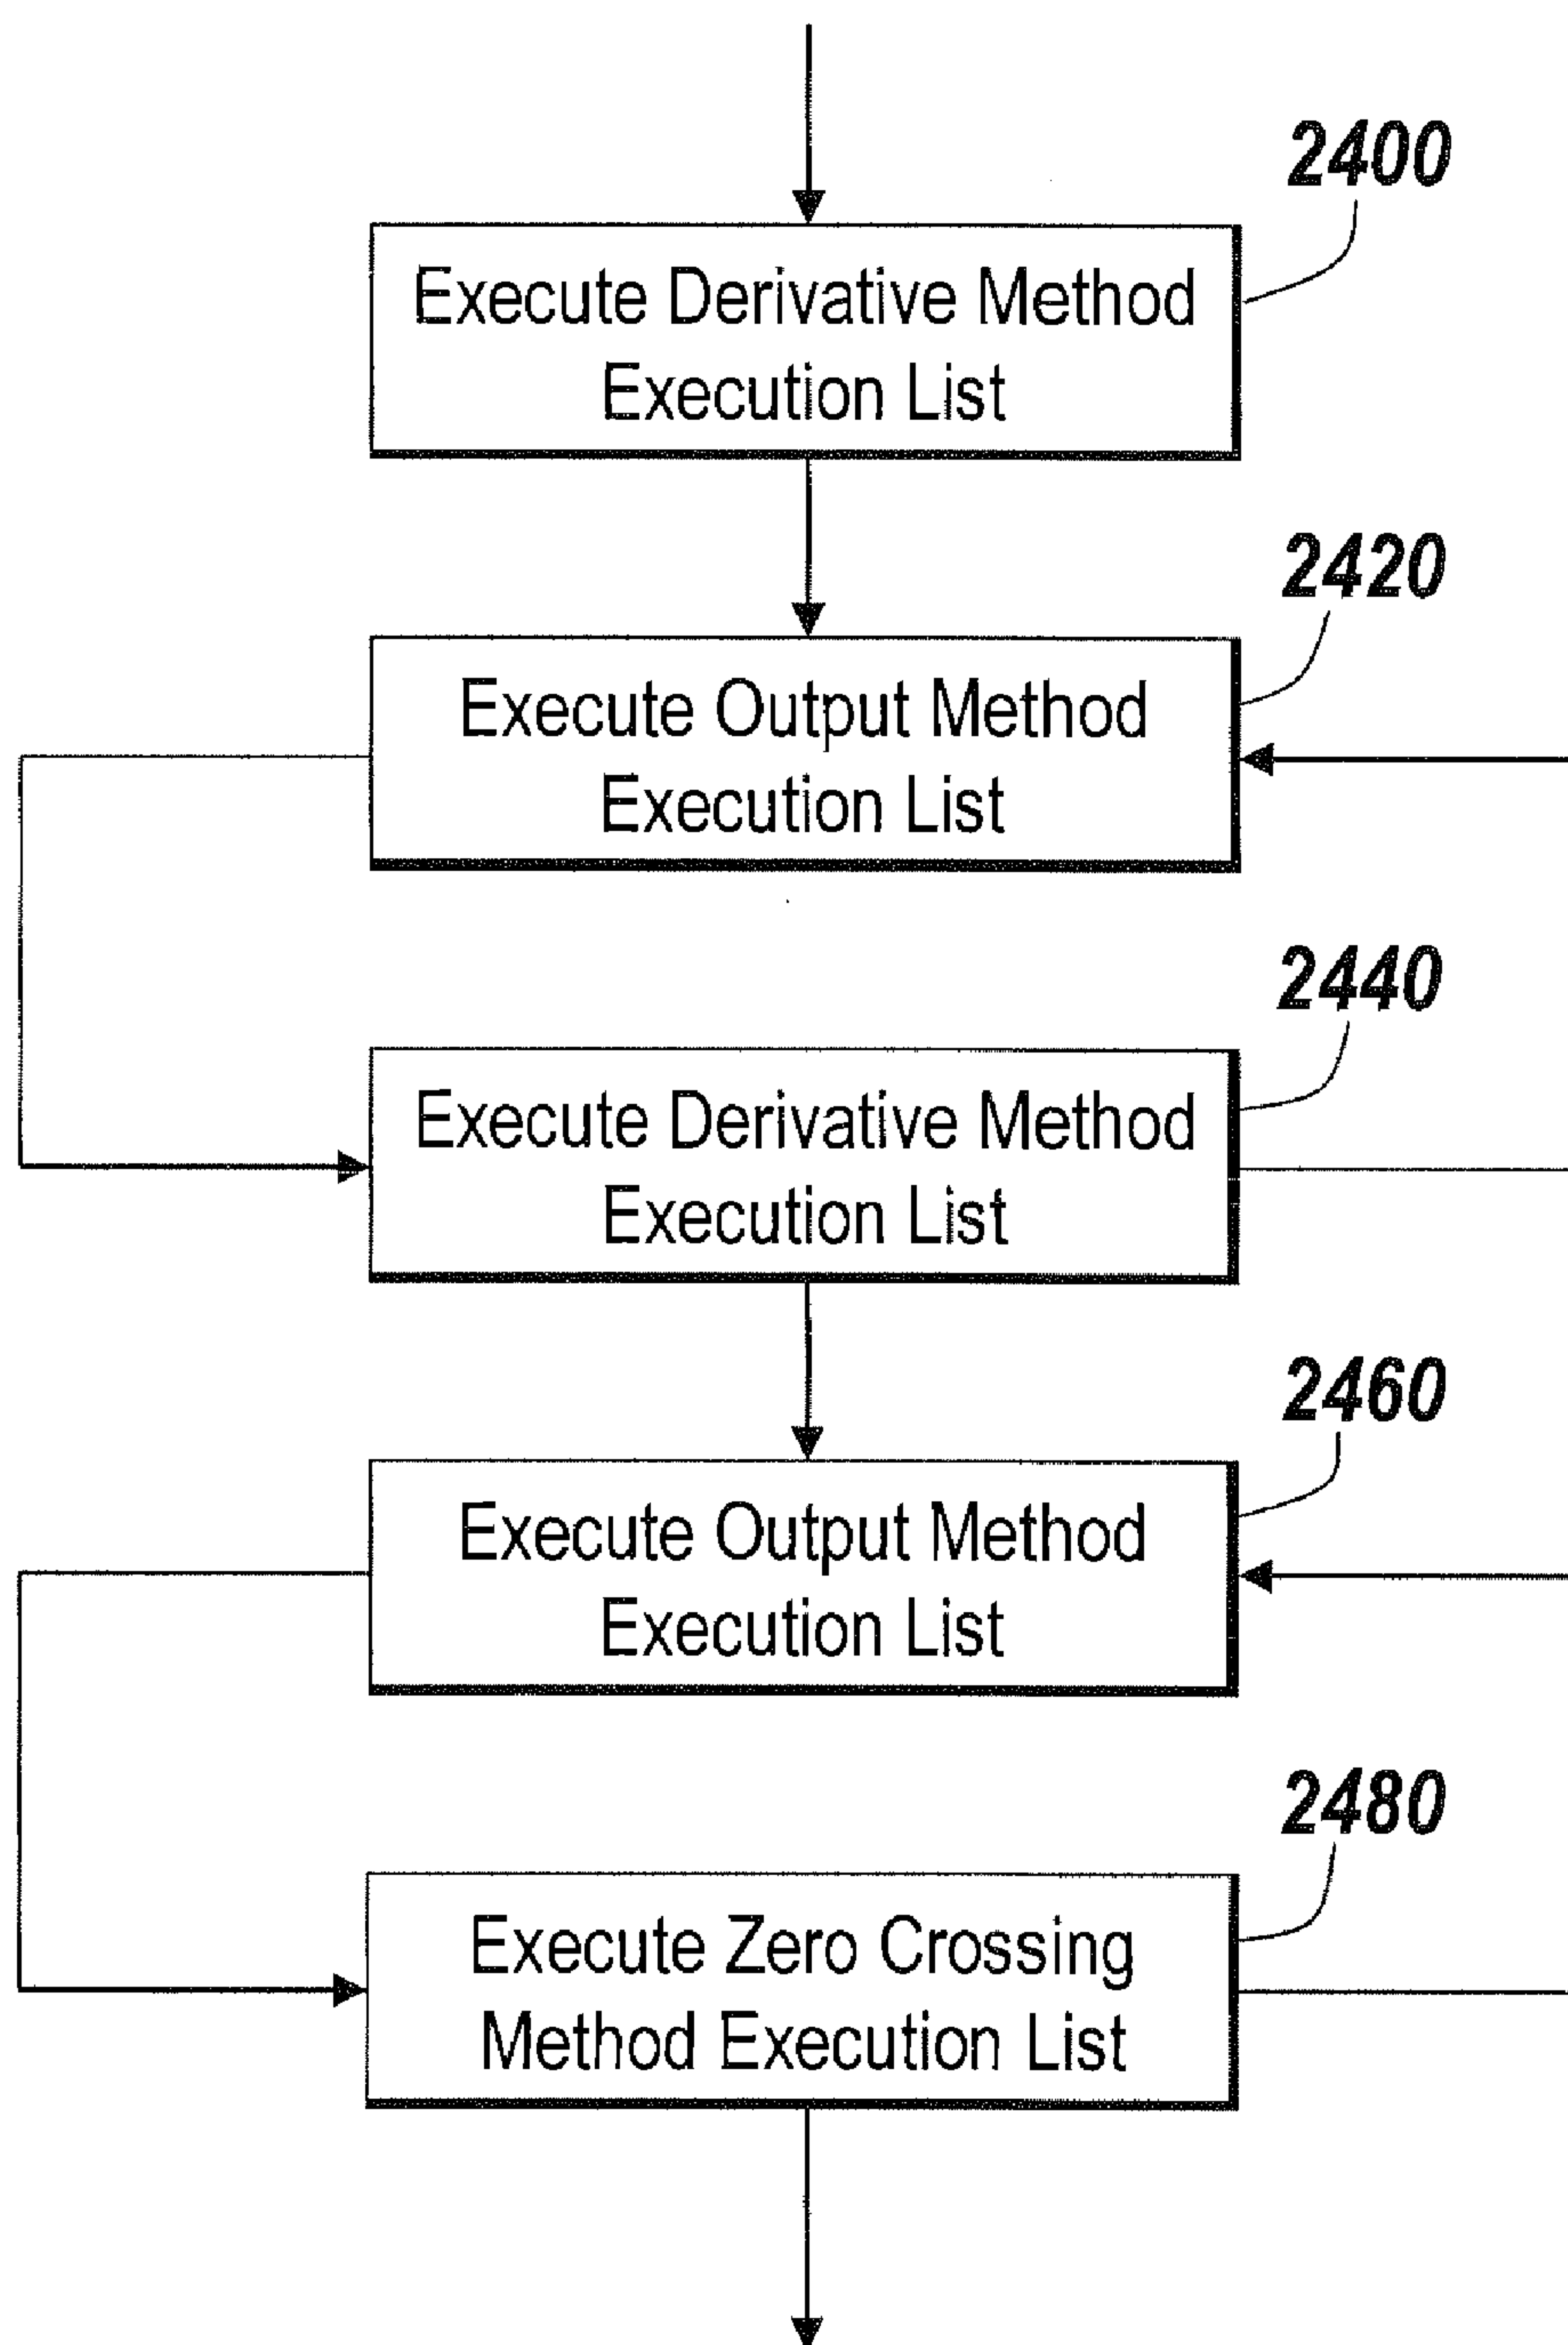 2400
Execute Derivative Method
Execution List
2420
Execute Output Method
Execution List
2440
Execute Derivative Method
Execution List
2460
Execute Output Method
Execution List
2480
Execute Zero Crossing
Method Execution List